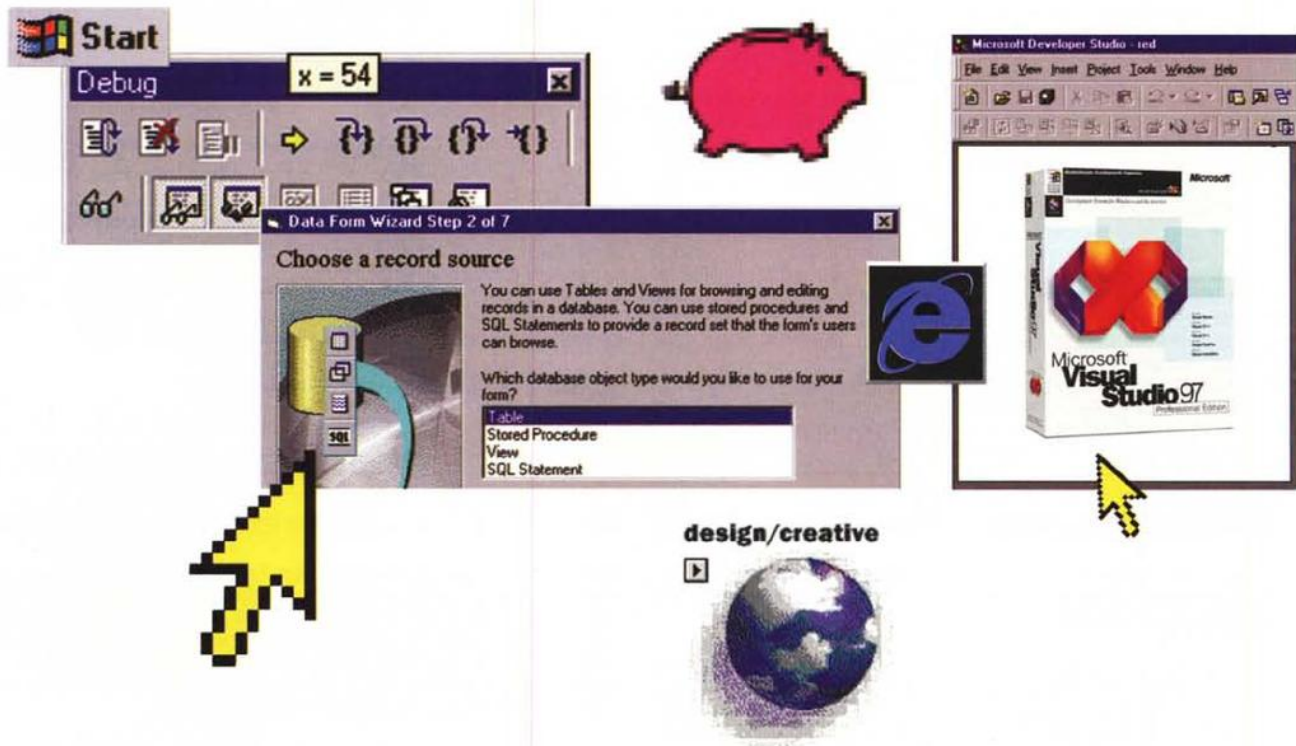 Start
Debug
x = 54
Data Form Wizard Step 2 of 7
Choose a record source
You can use Tables and Views for browsing and editing
records in a database. You can use stored procedures and
SQL Statements to provide a record set that the form's users
can browse.
Which database object type would you like to use for your
form?
Table
Stored Procedure
View
SQL Statement
SQL
Microsoft Developer Studio - red
File Edit View Insert Project Tools Window Help
Microsoft
Microsoft
Visual
Studio 97
Professional Edition
design/creative